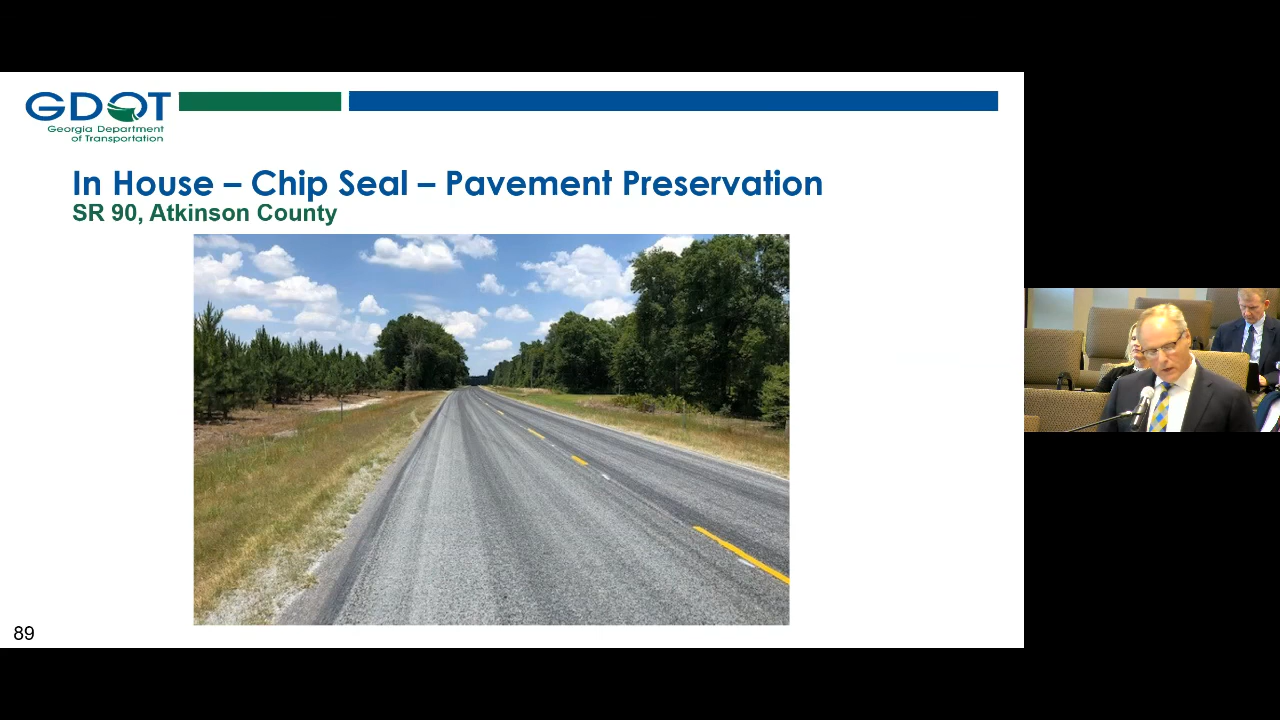 GDOT
Georgia Department
of Transportation
In House – Chip Seal – Pavement Preservation
SR 90, Atkinson County
89